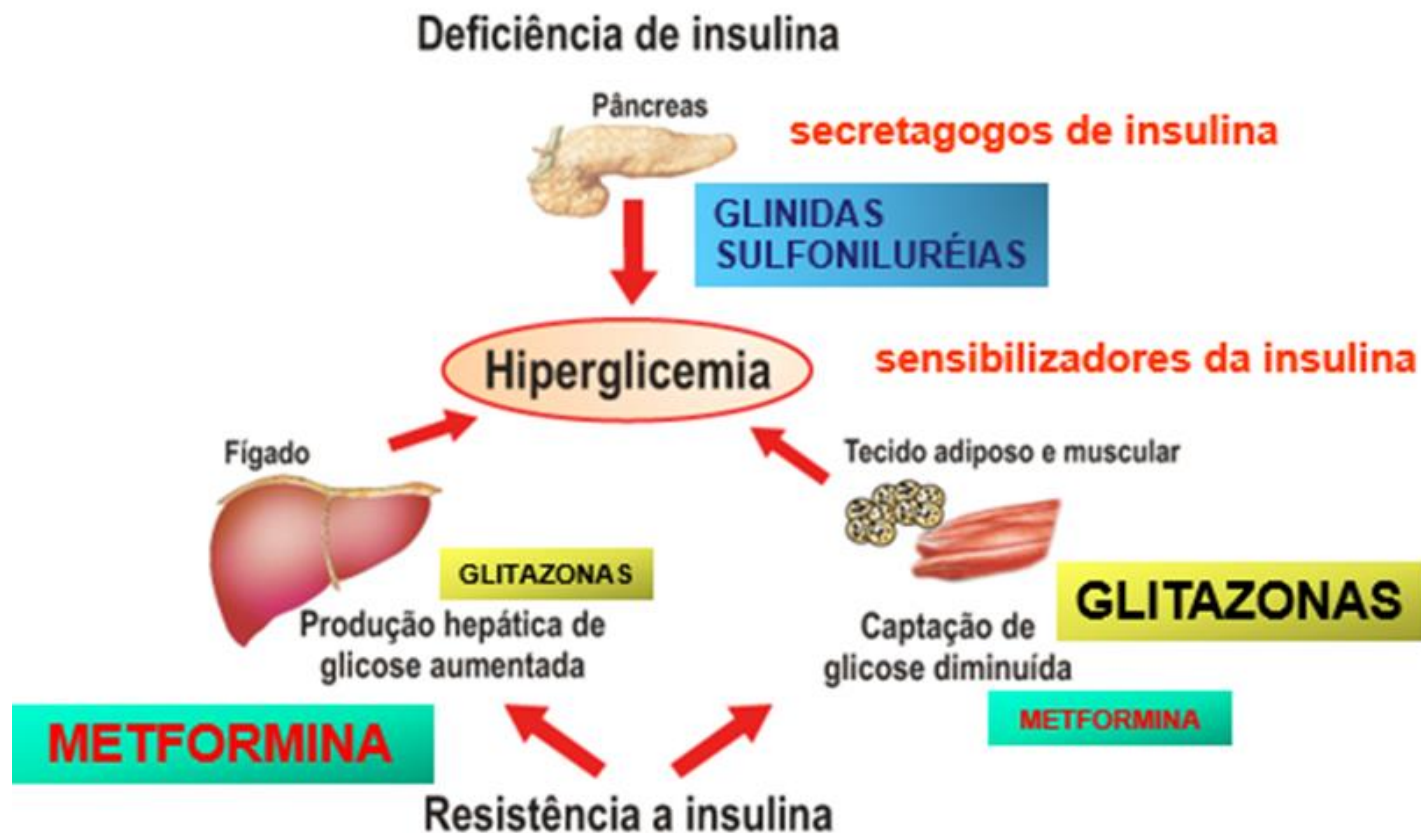 Deficiência de insulina
Pâncreas
secretagogos de insulina
GLINIDAS
SULFONILURÉIAS
Hiperglicemia
sensibilizadores da insulina
Fígado
Tecido adiposo e muscular
GLITAZONAS
GLITAZONAS
Produção hepática de
glicose aumentada
Captação de
glicose diminuída
METFORMINA
METFORMINA
Resistência a insulina